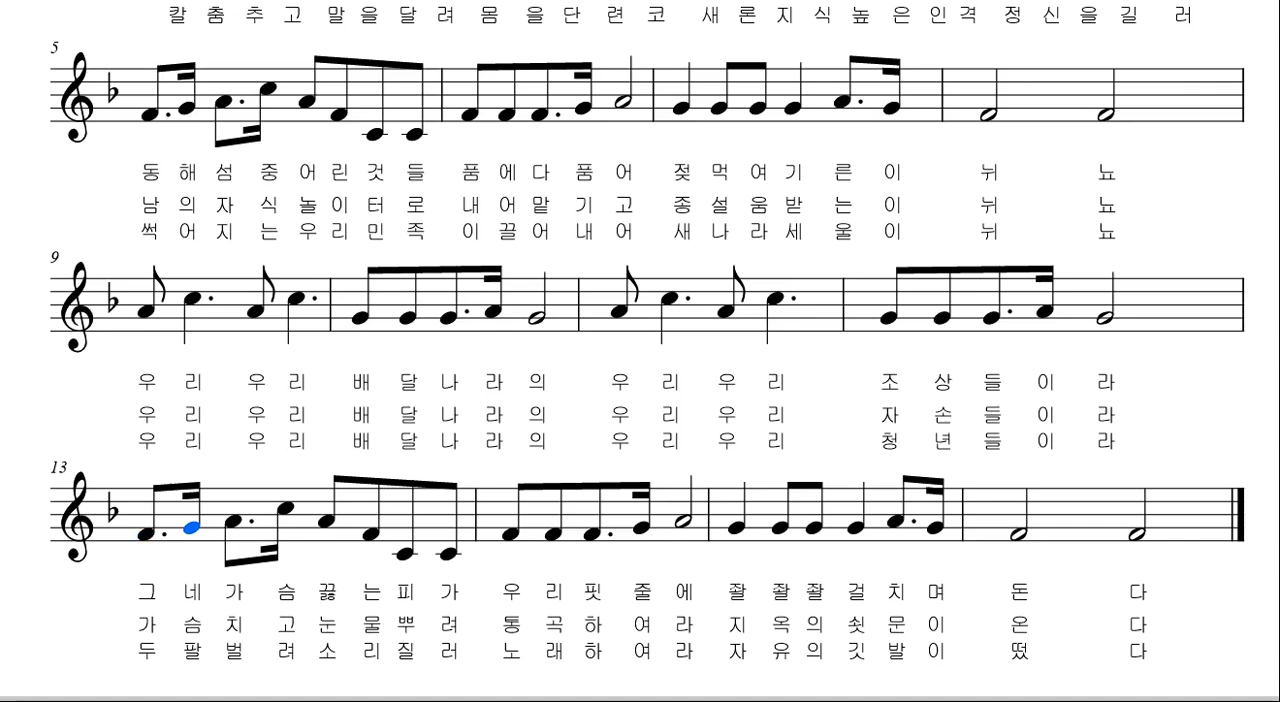 칼 춤 추 고 말 을 달 려 몸 을 단 련 코 새 론 지 식 높 은 인 격 정 신 을 길 러
5
동 해 섬 중 어 린 것 들 품 에 다 품 어 젖 먹 여 기 른 이 뉘 뇨
남 의 자 식 놀 이 터 로 내 어 맡 기 고 종 설 움 받 는 이 뉘 뇨
썩 어 지 는 우 리 민 족 이 끌 어 내 어 새 나 라 세 울 이 뉘 뇨
9
우 리 우 리 배 달 나 라 의 우 리 우 리 조 상 들 이 라
우 리 우 리 배 달 나 라 의 우 리 우 리 자 손 들 이 라
우 리 우 리 배 달 나 라 의 우 리 우 리 청 년 들 이 라
13
그 네 가 슴 끓 는 피 가 우 리 핏 줄 에 좔 좔 좔 걸 치 며 돈 다
가 슴 치 고 눈 물 뿌 려 통 곡 하 여 라 지 옥 의 쇳 문 이 온 다
두 팔 벌 려 소 리 질 러 노 래 하 여 라 자 유 의 깃 발 이 떴 다